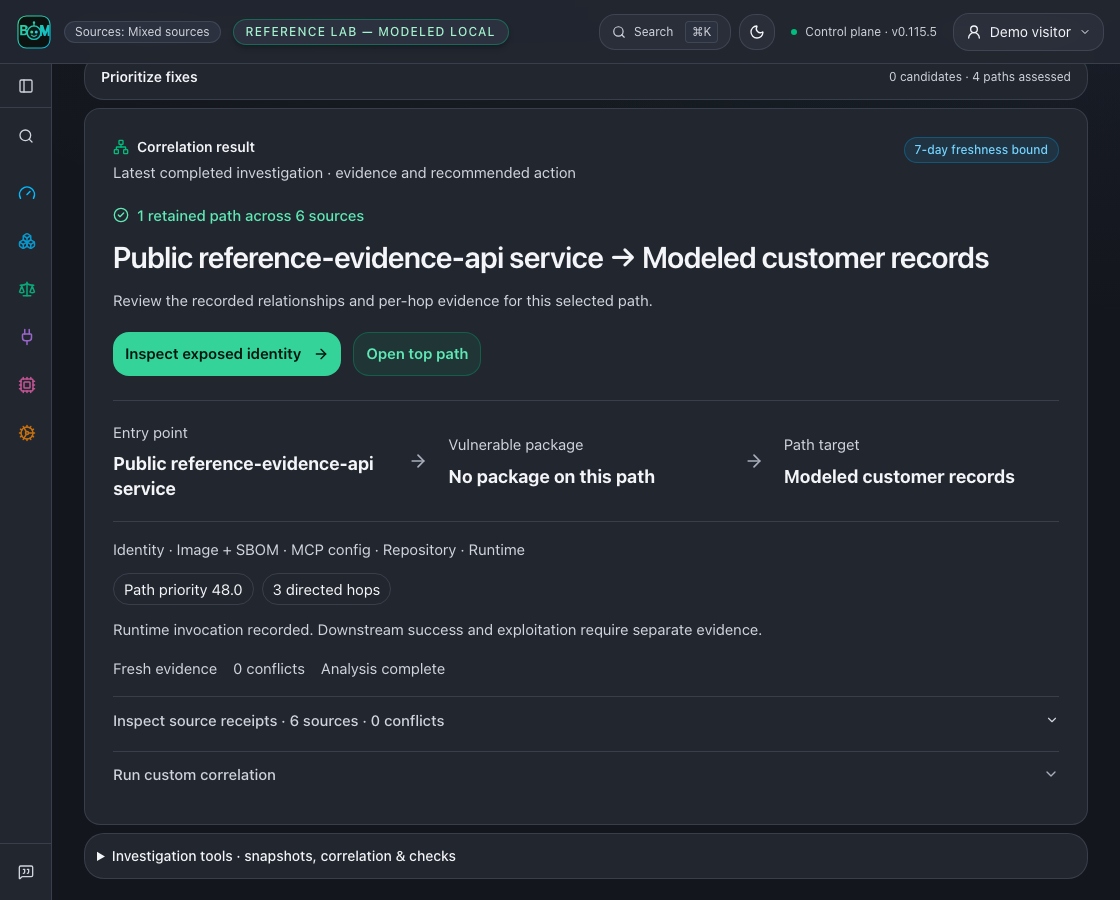 BOM
Sources: Mixed sources
REFERENCE LAB — MODELED LOCAL
Search
⌘K
Control plane · v0.115.5
Demo visitor
Prioritize fixes
0 candidates · 4 paths assessed
Correlation result
7-day freshness bound
Latest completed investigation · evidence and recommended action
1 retained path across 6 sources
Public reference-evidence-api service → Modeled customer records
Review the recorded relationships and per-hop evidence for this selected path.
Inspect exposed identity →
Open top path
Entry point
Public reference-evidence-api
service
Vulnerable package
No package on this path
Path target
Modeled customer records
Identity · Image + SBOM · MCP config · Repository · Runtime
Path priority 48.0
3 directed hops
Runtime invocation recorded. Downstream success and exploitation require separate evidence.
Fresh evidence 0 conflicts Analysis complete
Inspect source receipts · 6 sources · 0 conflicts
Run custom correlation
Investigation tools · snapshots, correlation & checks